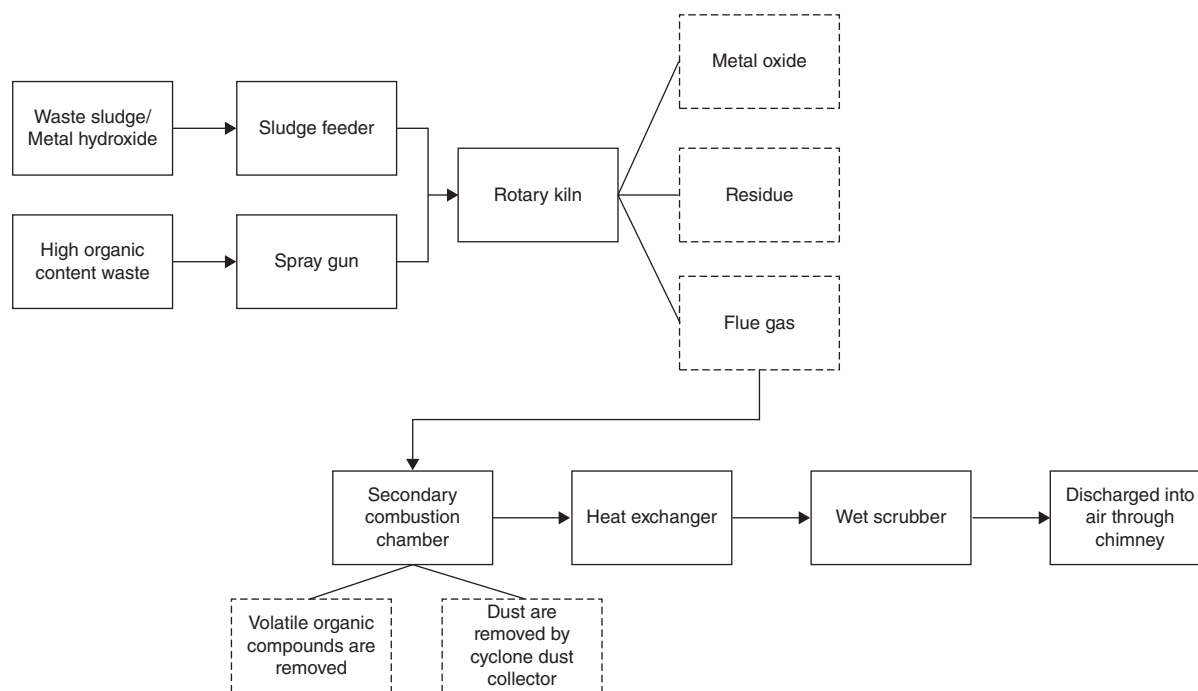 Waste sludge/
Metal hydroxide
Sludge feeder
High organic
content waste
Spray gun
Rotary kiln
Metal oxide
Residue
Flue gas
Secondary
combustion
chamber
Heat exchanger
Wet scrubber
Discharged into
air through
chimney
Volatile organic
compounds are
removed
Dust are
removed by
cyclone dust
collector